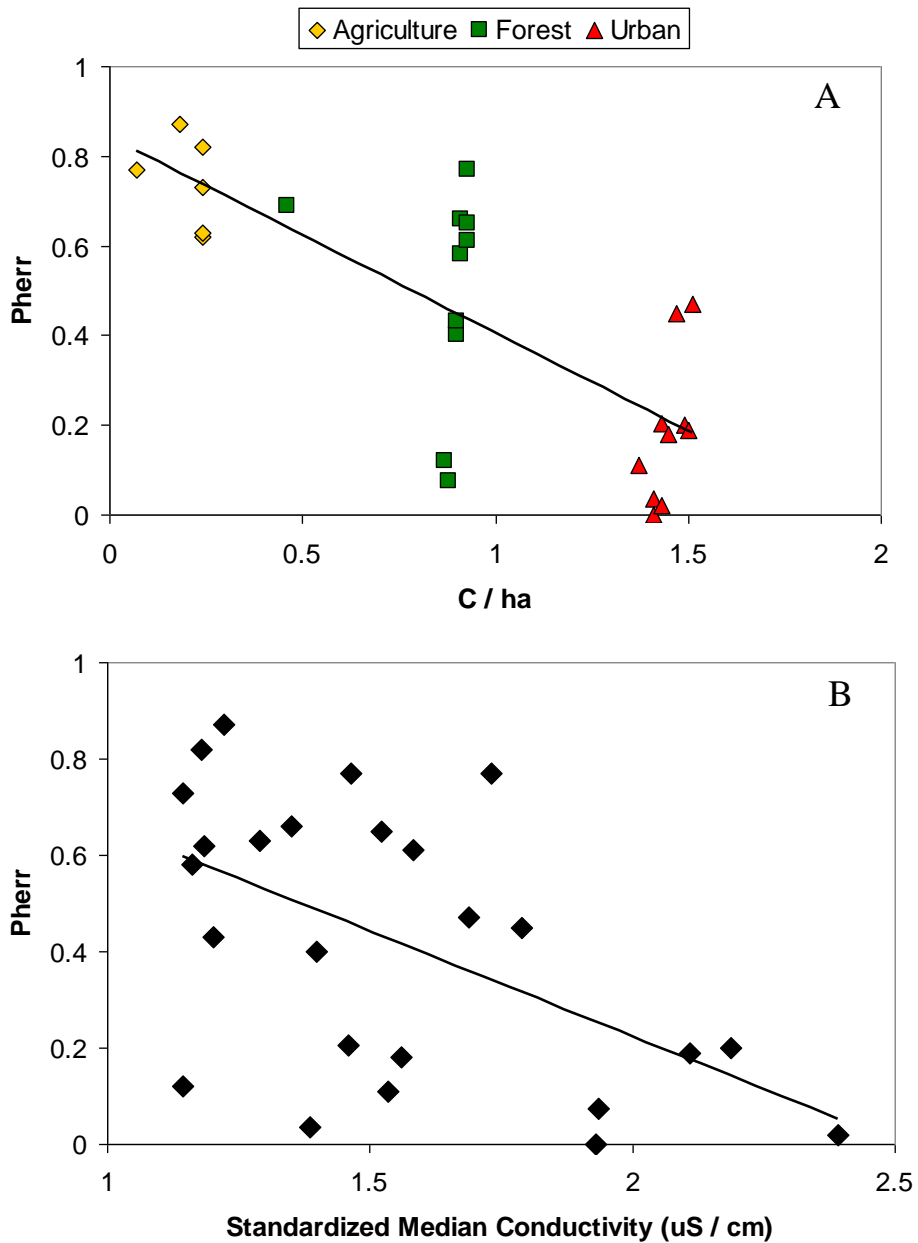 Agriculture Forest Urban
A
1
0.8
0.6
0.4
0.2
0
Pherr
0 0.5 1 1.5 2
C / ha
B
1
0.8
0.6
0.4
0.2
0
Pherr
1 1.5 2 2.5
Standardized Median Conductivity (uS / cm)